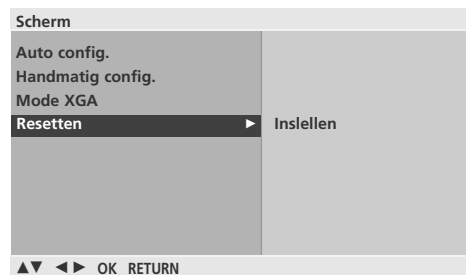 Scherm
Auto config.
Handmatig config.
Mode XGA
Resetten ► Inslellen
▲▼ ◄► OK RETURN